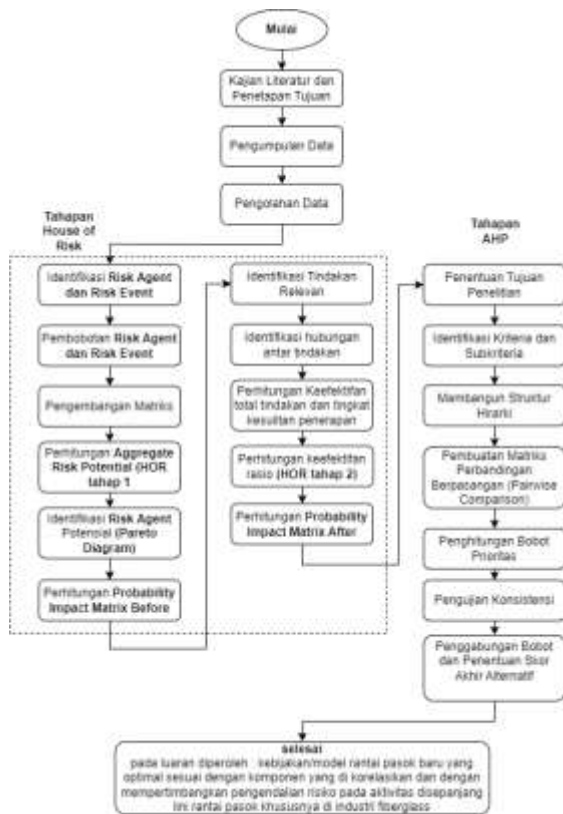 Mulai
Kajian Literatur dan
Penetapan Tujuan
Pengumpulan Data
Pengolahan Data
Tahapan
House of
Risk
Identifikasi Risk Agent
dan Risk Event
Pembobotan Risk Agent
dan Risk Event
Pengembangan Matriks
Perhitungan Aggregate
Risk Potential (HOR
tahap 1
Identifikasi Risk Agent
Potensial (Pareto
Diagram)
Perhitungan Probability
Impact Matrix Before
Identifikasi Tindakan
Relevan
Identifikasi hubungan
antar tindakan
Perhitungan Keefektifan
total tindakan dan tingkat
kesulitan penerapan
Perhitungan keefektifan
rasio (HOR tahap 2)
Perhitungan Probability
Impact Matrix After
Tahapan
AHP
Penentuan Tujuan
Penelitian
Identifikasi Kriteria dan
Subkriteria
Membangun Struktur
Hirarki
Pembuatan Matriks
Perbandingan
Berpasangan (Pairwise
Comparison)
Penghitungan Bobot
Prioritas
Pengujian Konsistensi
Penggabungan Bobot
dan Penentuan Skor
Akhir Alternatif
selesai
pada luaran diperoleh kebijakan/model rantai pasok baru yang
optimal sesuai dengan komponen yang di korelasikan dan dengan
mempertimbangkan pengendalian risiko pada aktivitas disepanjang
lini rantai pasok khususnya di industri fiberglass